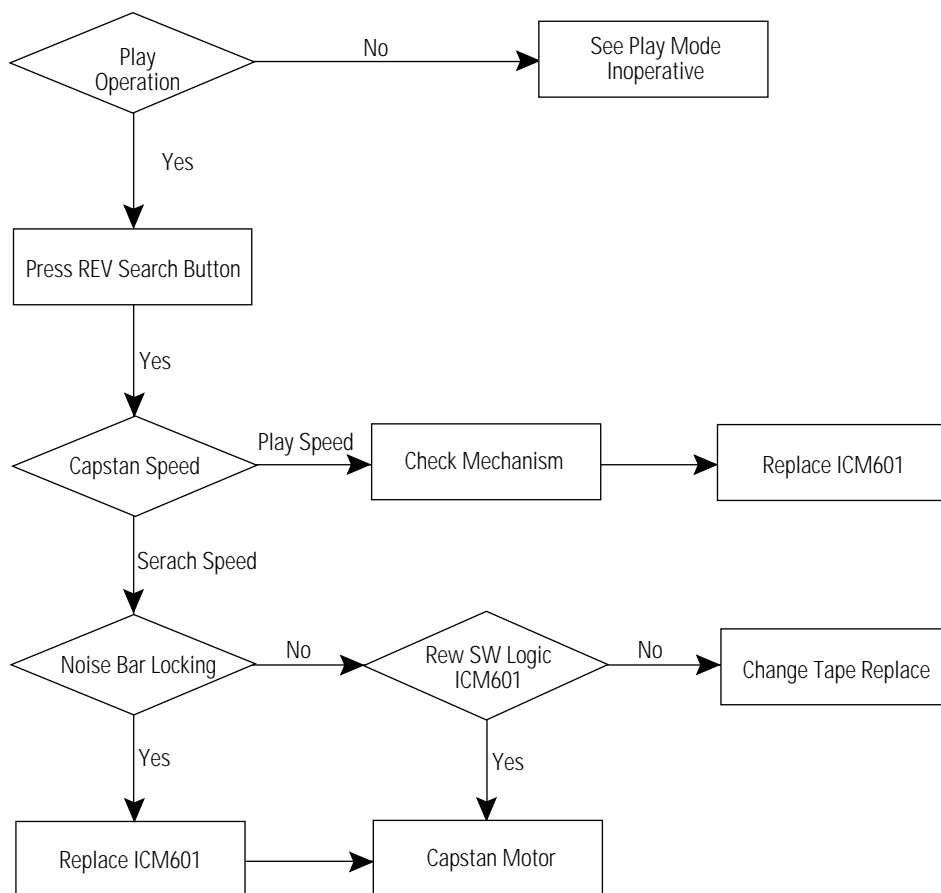 Play
Operation
No
See Play Mode
Inoperative
Yes
Press REV Search Button
Yes
Capstan Speed
Play Speed
Check Mechanism
Replace ICM601
Serach Speed
Noise Bar Locking
No
Rew SW Logic
ICM601
No
Change Tape Replace
Yes
Yes
Replace ICM601
Capstan Motor